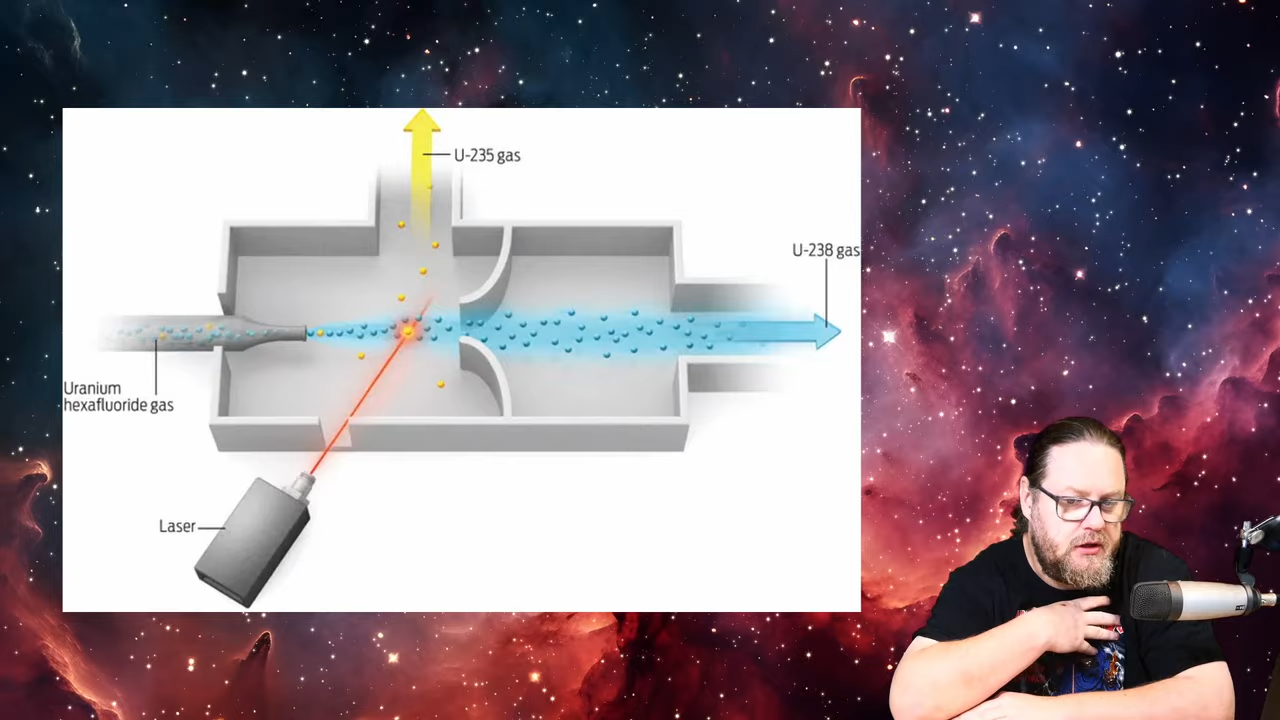 U-235 gas
U-238 gas
Uranium
hexafluoride gas
Laser